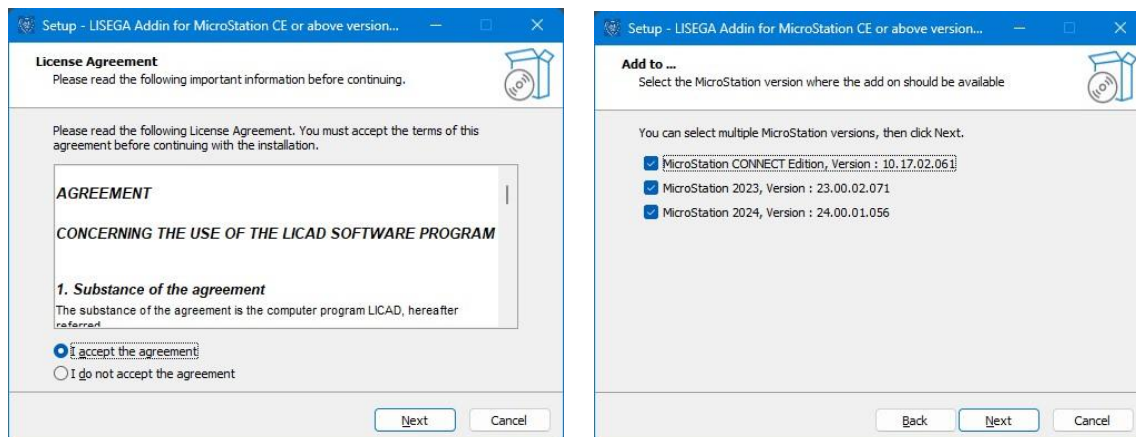 Setup - LISEGA Addin for MicroStation CE or above version...
License Agreement
Please read the following important information before continuing.
Please read the following License Agreement. You must accept the terms of this
agreement before continuing with the installation.
AGREEMENT
CONCERNING THE USE OF THE LICAD SOFTWARE PROGRAM
1. Substance of the agreement
The substance of the agreement is the computer program LICAD, hereafter
referred
I accept the agreement
I do not accept the agreement
Next Cancel
Setup - LISEGA Addin for MicroStation CE or above version...
Add to ...
Select the MicroStation version where the add on should be available
You can select multiple MicroStation versions, then click Next.
MicroStation CONNECT Edition, Version : 10.17.02.061
MicroStation 2023, Version : 23.00.02.071
MicroStation 2024, Version : 24.00.01.056
Back Next Cancel